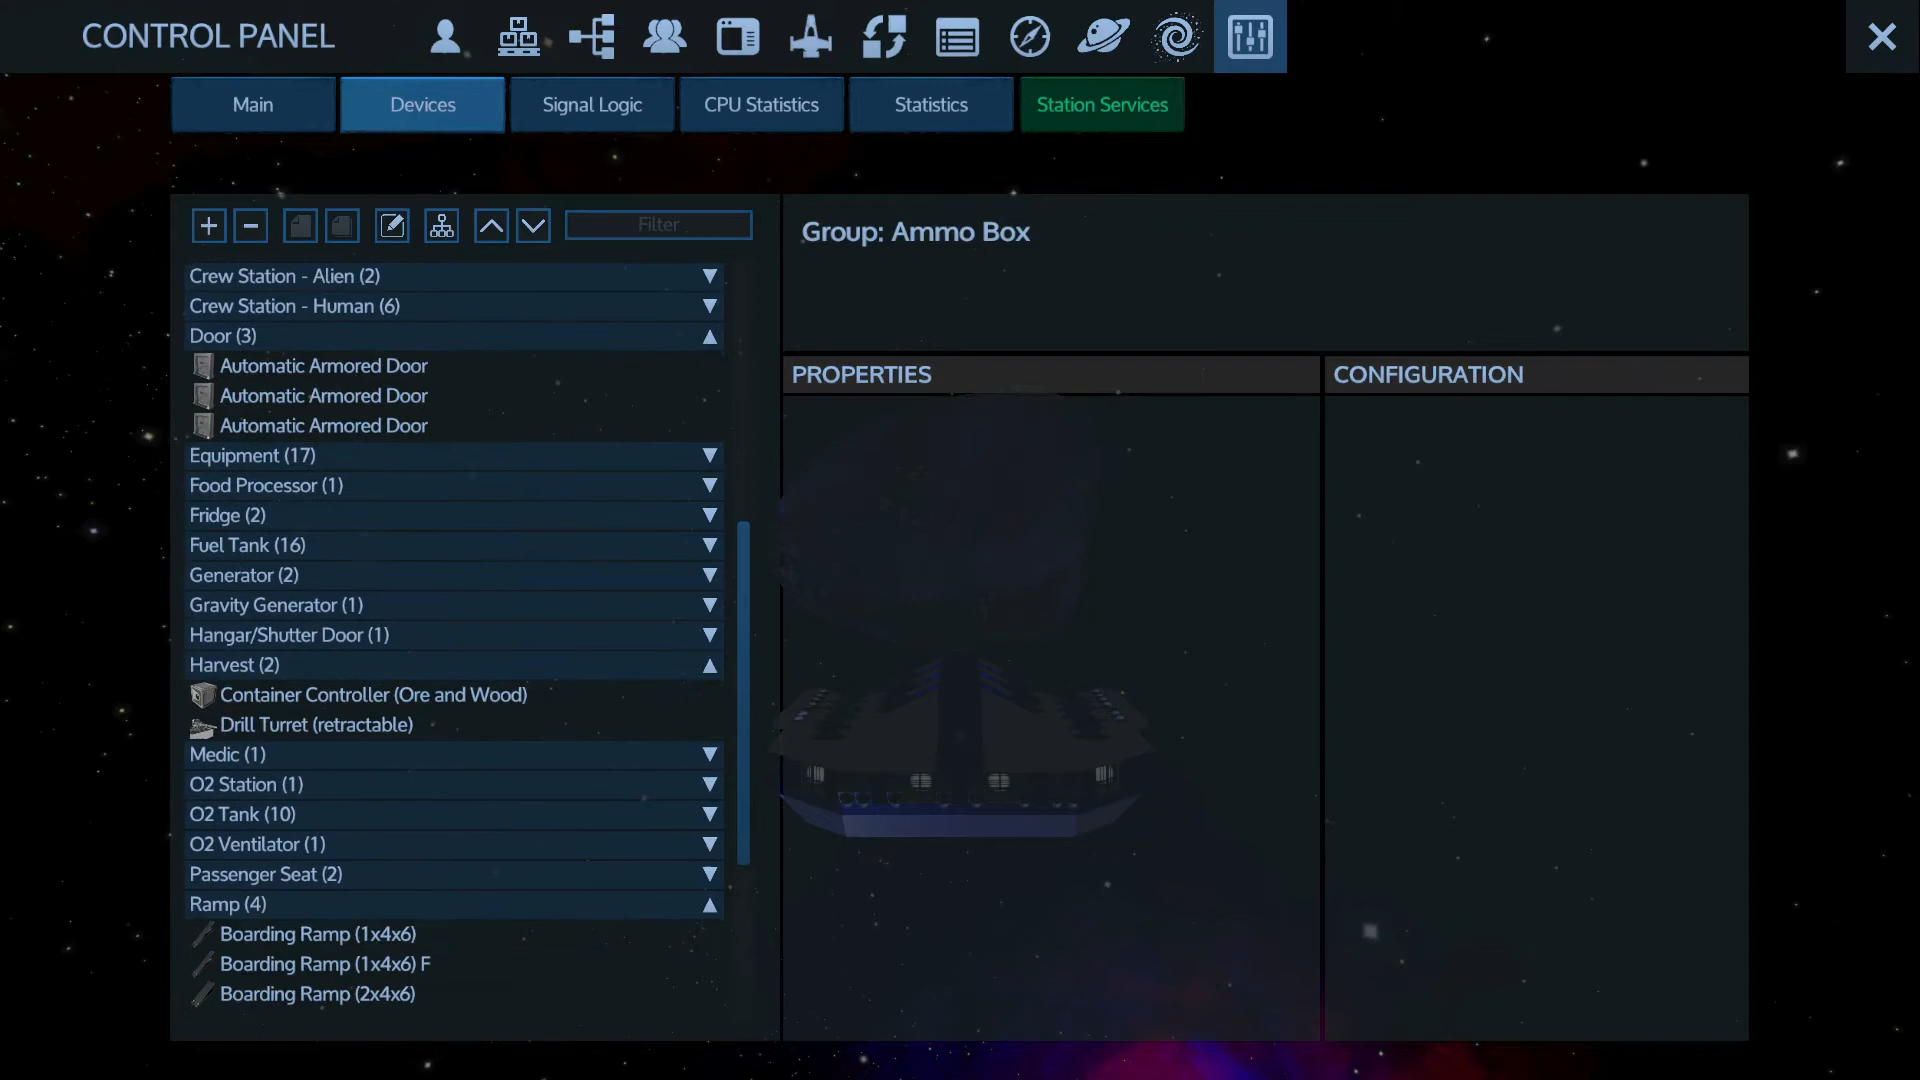 CONTROL PANEL
Main
Devices
Signal Logic
CPU Statistics
Statistics
Station Services
Filter
Crew Station - Alien (2)
Crew Station - Human (6)
Door (3)
Automatic Armored Door
Automatic Armored Door
Automatic Armored Door
Equipment (17)
Food Processor (1)
Fridge (2)
Fuel Tank (16)
Generator (2)
Gravity Generator (1)
Hangar/Shutter Door (1)
Harvest (2)
Container Controller (Ore and Wood)
Drill Turret (retractable)
Medic (1)
O2 Station (1)
O2 Tank (10)
O2 Ventilator (1)
Passenger Seat (2)
Ramp (4)
Boarding Ramp (1x4x6)
Boarding Ramp (1x4x6) F
Boarding Ramp (2x4x6)
Group: Ammo Box
PROPERTIES
CONFIGURATION